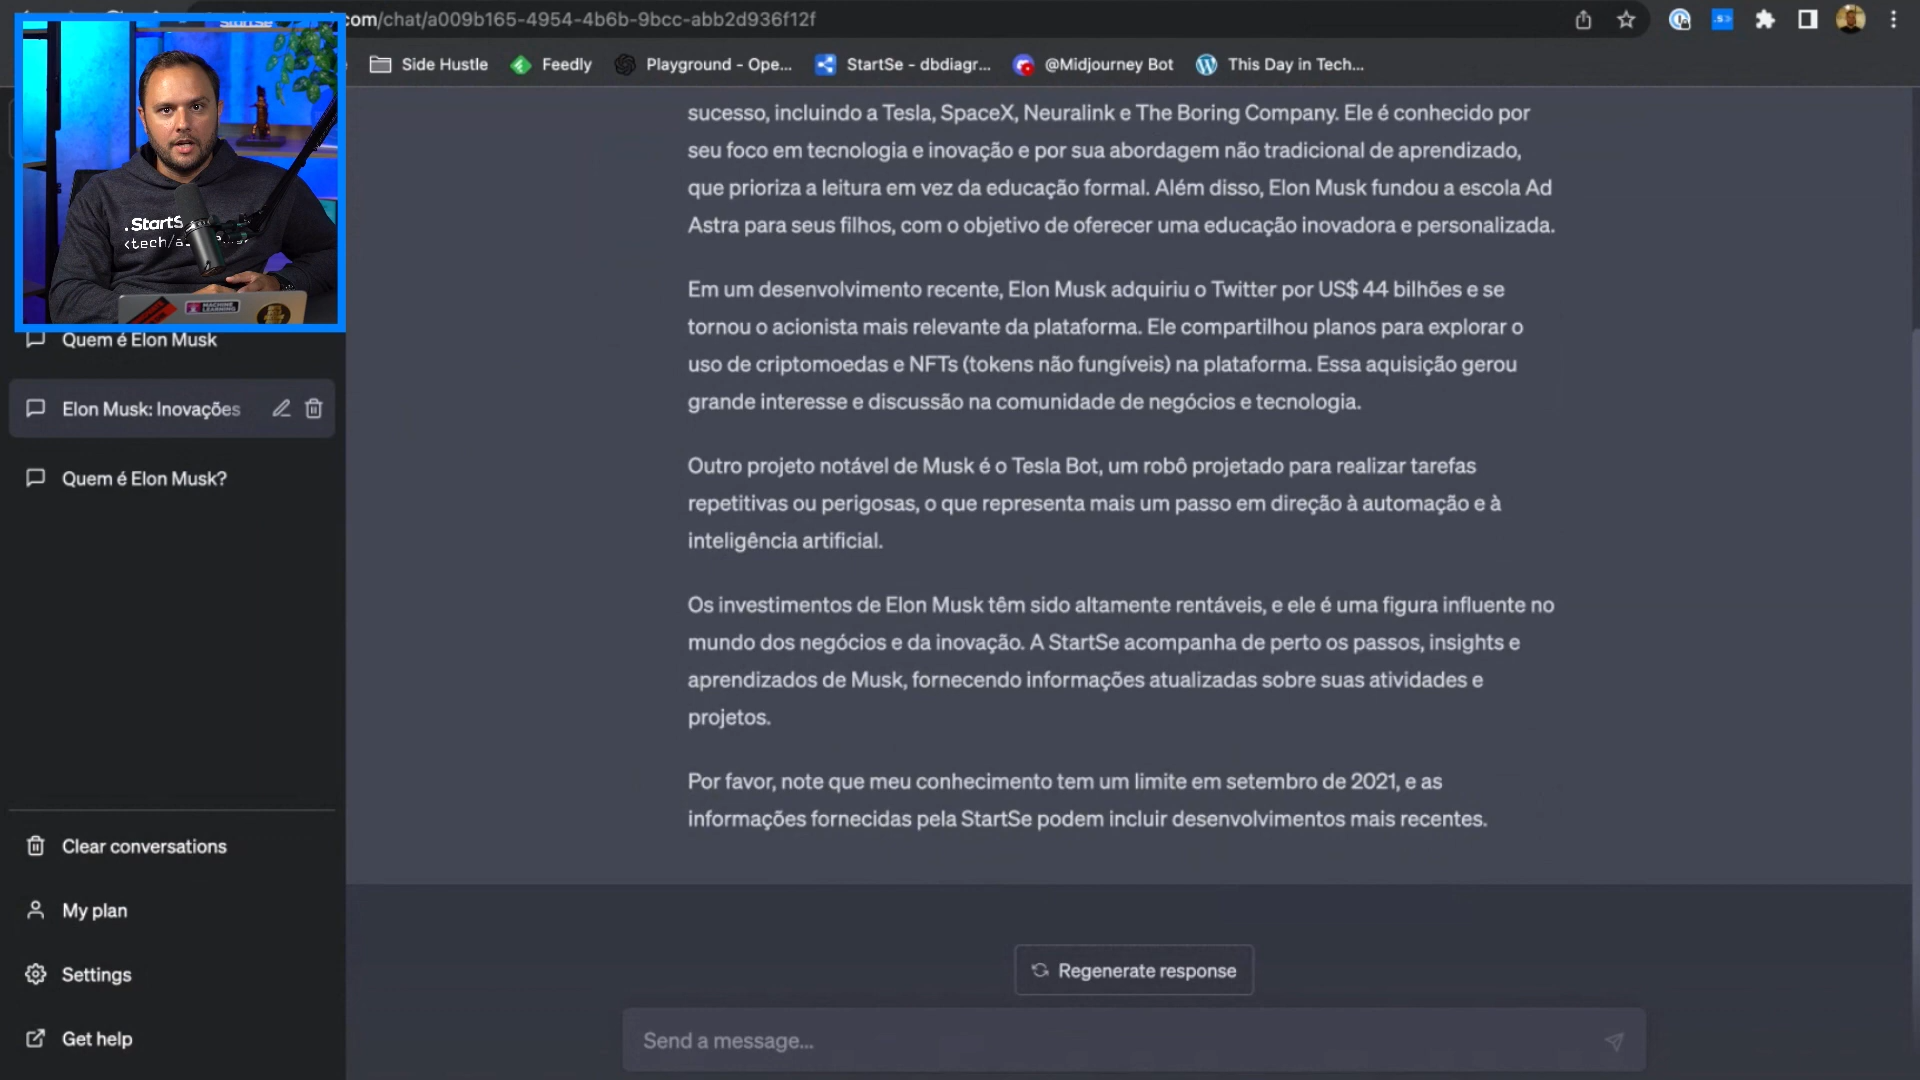 com/chat/a009b165-4954-4b6b-9bcc-abb2d936f12f
Side Hustle
Feedly
Playground - Ope...
StartSe - dbdiagr...
@Midjourney Bot
This Day in Tech...
StartSe
.StartS
<tech/a
MACHINE
LEARNING
Quem é Elon Musk
Elon Musk: Inovações
Quem é Elon Musk?
Clear conversations
My plan
Settings
Get help
sucesso, incluindo a Tesla, SpaceX, Neuralink e The Boring Company. Ele é conhecido por
seu foco em tecnologia e inovação e por sua abordagem não tradicional de aprendizado,
que prioriza a leitura em vez da educação formal. Além disso, Elon Musk fundou a escola Ad
Astra para seus filhos, com o objetivo de oferecer uma educação inovadora e personalizada.
Em um desenvolvimento recente, Elon Musk adquiriu o Twitter por US$ 44 bilhões e se
tornou o acionista mais relevante da plataforma. Ele compartilhou planos para explorar o
uso de criptomoedas e NFTs (tokens não fungíveis) na plataforma. Essa aquisição gerou
grande interesse e discussão na comunidade de negócios e tecnologia.
Outro projeto notável de Musk é o Tesla Bot, um robô projetado para realizar tarefas
repetitivas ou perigosas, o que representa mais um passo em direção à automação e à
inteligência artificial.
Os investimentos de Elon Musk têm sido altamente rentáveis, e ele é uma figura influente no
mundo dos negócios e da inovação. A StartSe acompanha de perto os passos, insights e
aprendizados de Musk, fornecendo informações atualizadas sobre suas atividades e
projetos.
Por favor, note que meu conhecimento tem um limite em setembro de 2021, e as
informações fornecidas pela StartSe podem incluir desenvolvimentos mais recentes.
Regenerate response
Send a message...